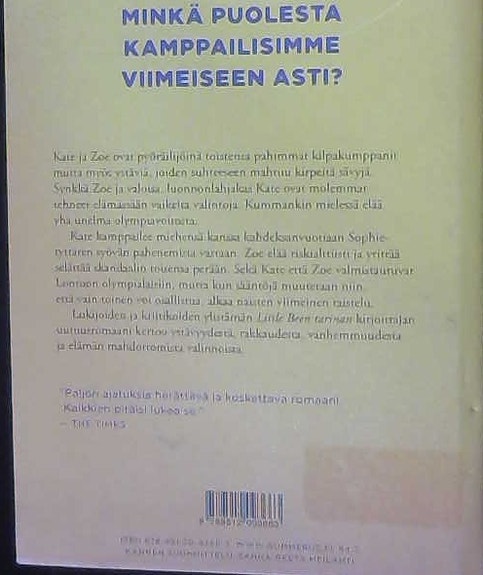 MINKÄ PUOLESTA
KAMPPAILISIMME
VIIMEISEEN ASTI?
Kate ja Zoe ovat pyöräilijöinä toistensa pahimmat kilpakumppanit
mutta myös ystäviä, joiden suhteeseen mahtuu kirpeitä sävyjä.
Synkkä Zoe ja valoisa, luonnonlahjakas Kate ovat molemmat
tehneet elämässään vaikeita valintoja. Kummankin mielessä elää
yhä unelma olympiavoitosta.
Kate kamppailee miehensä kanssa kahdeksanvuotiaan Sophie-
tyttären syövän pahenemista vastaan. Zoe elää riskialttiisti ja yrittää
selättää skandaalin toisensa perään. Sekä Kate että Zoe valmistautuvat
Lontoon olympialaisiin, mutta kun sääntöjä muutetaan niin
että vain toinen voi osallistua, alkaa naisten viimeinen taistelu.
Lukijoiden ja kriitikoiden ylistämän Little Been tarinan kirjoittajan
uutuusromaani kertoo ystävyydestä, rakkaudesta, vanhemmuudesta
ja elämän mahdottomista valinnoista.
"Paljon ajatuksia herättävä ja koskettava romaani.
Kaikkien pitäisi lukea se."
– THE TIMES
ISBN 978-951-20